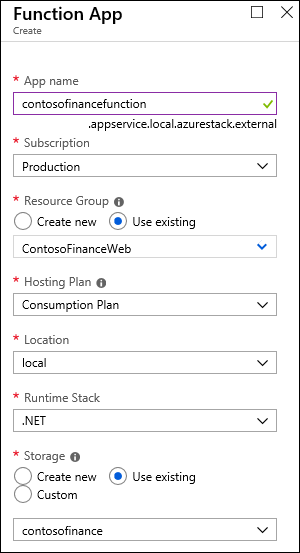 Function App
Create
* App name
contosofinancefunction
.appservice.local.azurestack.external
* Subscription
Production
* Resource Group
Create new Use existing
ContosoFinanceWeb
* Hosting Plan
Consumption Plan
* Location
local
* Runtime Stack
.NET
* Storage
Create new Use existing
Custom
contosofinance